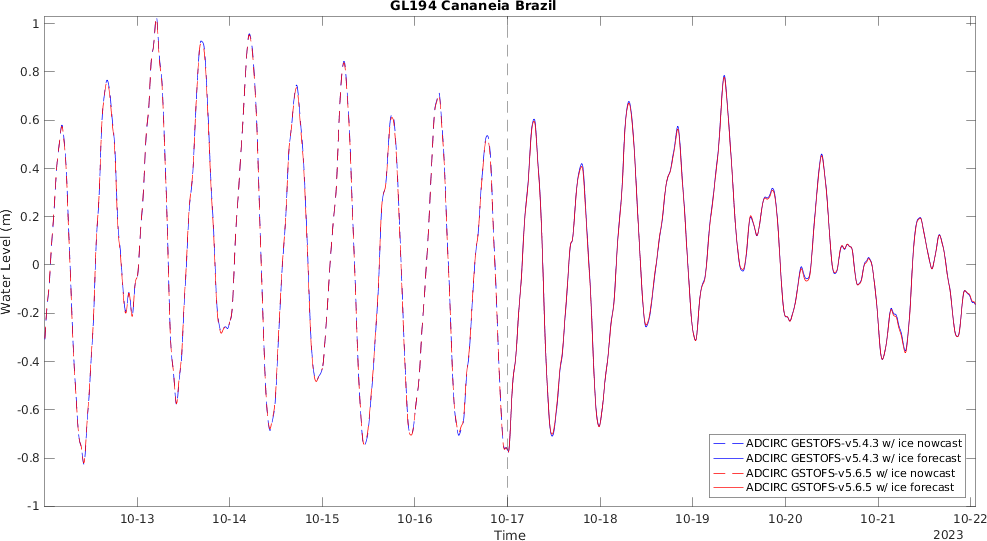 GL194 Cananeia Brazil
1
0.8
0.6
0.4
0.2
0
-0.2
-0.4
-0.6
-0.8
-1
Water Level (m)
ADCIRC GESTOFS-v5.4.3 w/ ice nowcast
ADCIRC GESTOFS-v5.4.3 w/ ice forecast
ADCIRC GSTOFS-v5.6.5 w/ ice nowcast
ADCIRC GSTOFS-v5.6.5 w/ ice forecast
10-13 10-14 10-15 10-16 10-17 10-18 10-19 10-20 10-21 10-22
Time
2023